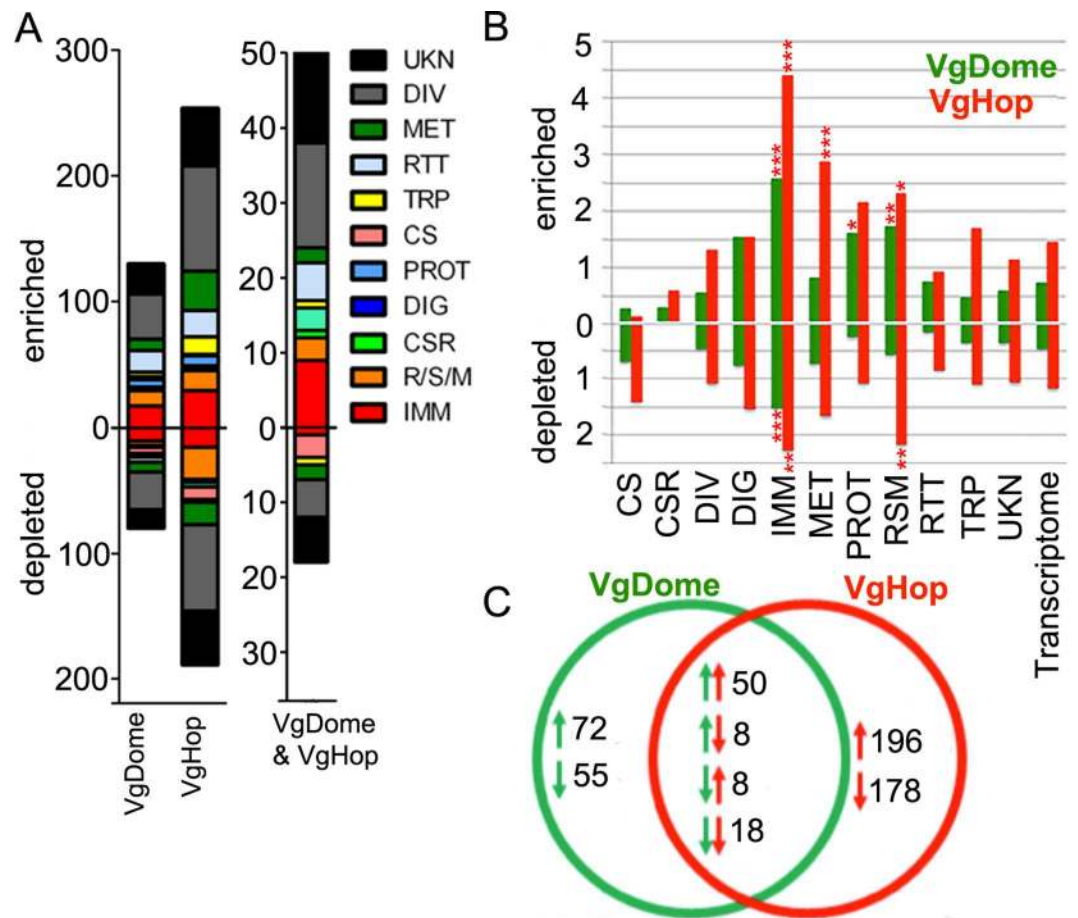 A
300
200
100
0
100
200
enriched
depleted
VgDome
VgHop
50
40
30
20
10
0
10
20
30
VgDome
& VgHop
UKN
DIV
MET
RTT
TRP
CS
PROT
DIG
CSR
R/S/M
IMM
B
5
4
3
2
1
0
1
2
enriched
depleted
VgDome
VgHop
***
***
***
*
**
*
***
**
**
CS
CSR
DIV
DIG
IMM
MET
PROT
RSM
RTT
TRP
UKN
Transcriptome
C
VgDome
VgHop
↑ 72
↓ 55
↑↑ 50
↑↓ 8
↓↑ 8
↓↓ 18
↑ 196
↓ 178